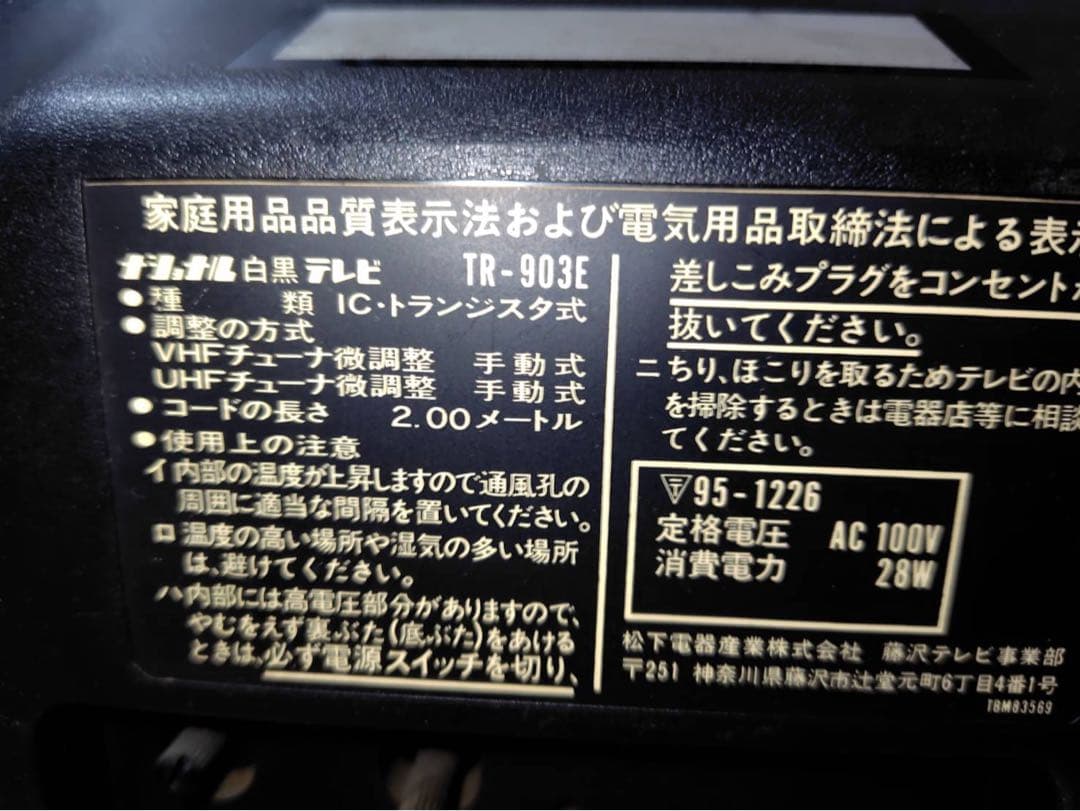 家庭用品品質表示法および電気用品取締法による表示
ナショナル 白黒テレビ TR-903E
●種 類 IC・トランジスタ式
●調整の方式
VHFチューナ微調整 手動式
UHFチューナ微調整 手動式
●コードの長さ 2.00メートル
●使用上の注意
イ 内部の温度が上昇しますので通風孔の
周囲に適当な間隔を置いてください。
ロ 温度の高い場所や湿気の多い場所
は、避けてください。
ハ 内部には高電圧部分がありますので、
やむをえず裏ぶた(底ぶた)をあける
ときは、必ず電源スイッチを切り、
差しこみプラグをコンセントか
抜いてください。
ニ ちり、ほこりを取るためテレビの内
を掃除するときは電器店等に相談
てください。
〒95-1226
定格電圧 AC 100V
消費電力 28W
松下電器産業株式会社 藤沢テレビ事業部
〒251 神奈川県藤沢市辻堂元町6丁目4番1号
TBM83569